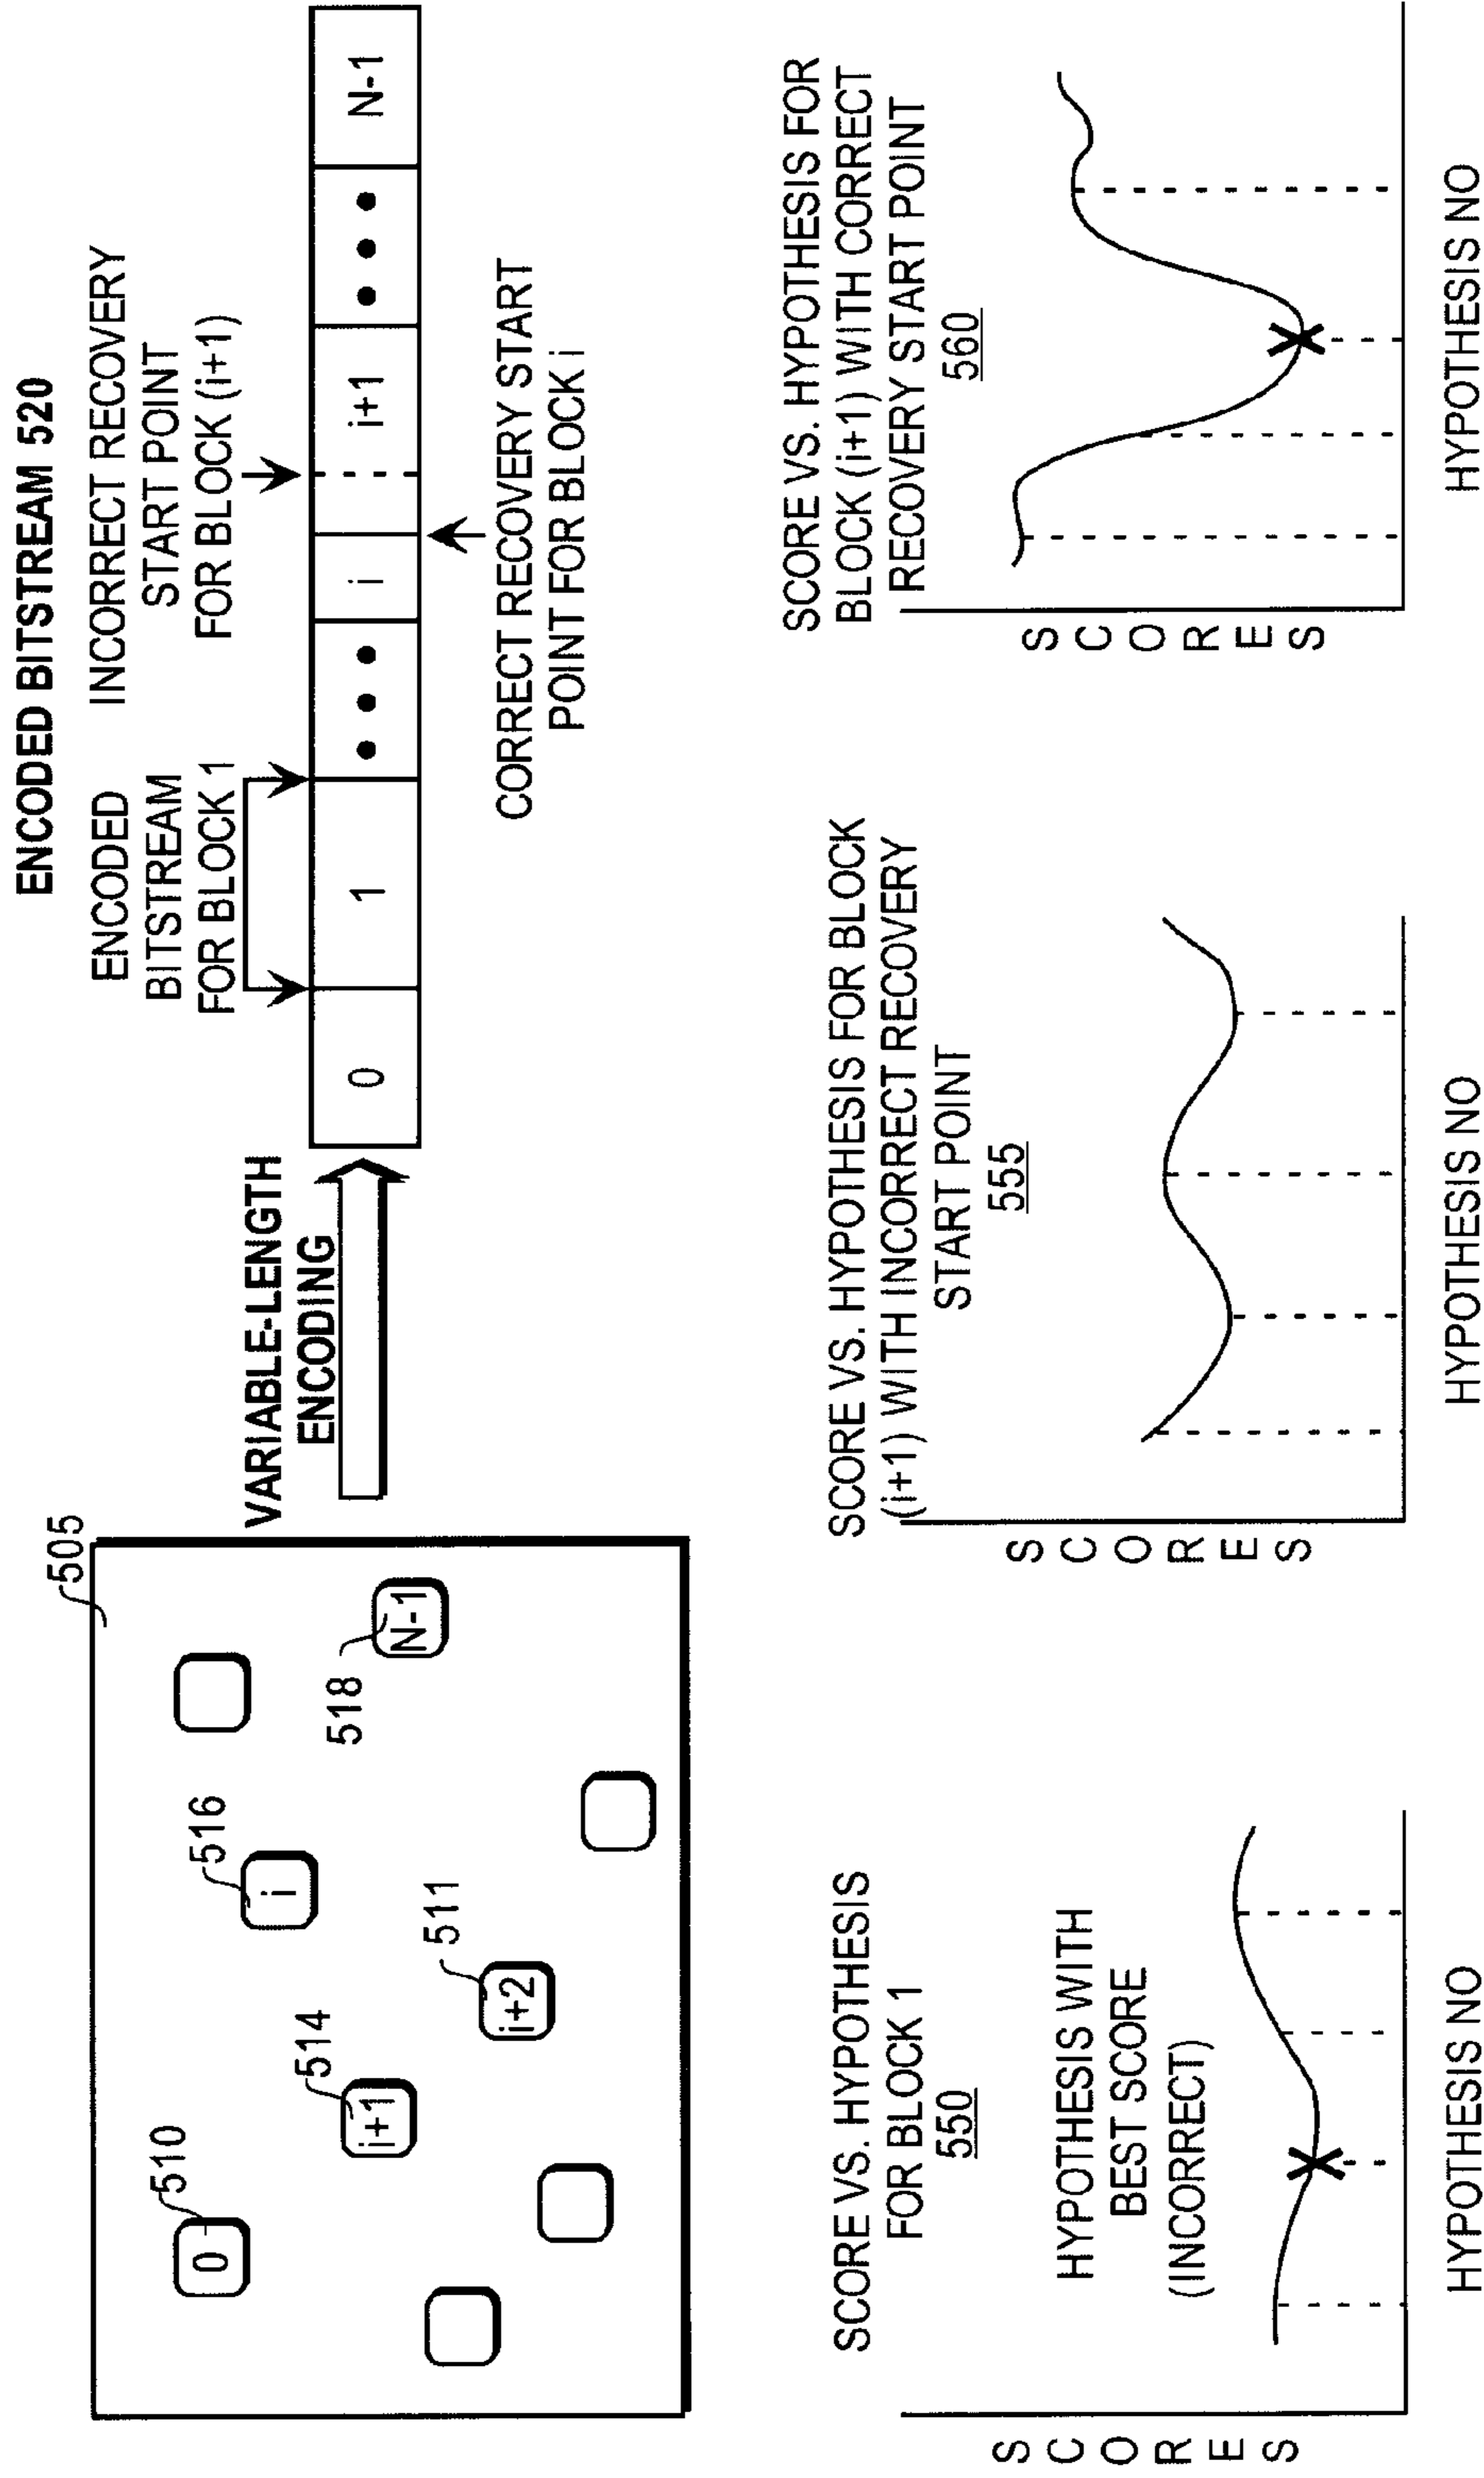 505
0
510
i
516
i+1
514
i+2
511
N-1
518
VARIABLE-LENGTH
ENCODING
ENCODED BITSTREAM 520
ENCODED
BITSTREAM
FOR BLOCK 1
INCORRECT RECOVERY
START POINT
FOR BLOCK (i+1)
0 1 ● ● ● i i+1 ● ● ● N-1
CORRECT RECOVERY START
POINT FOR BLOCK i
SCORE VS. HYPOTHESIS
FOR BLOCK 1
550
HYPOTHESIS WITH
BEST SCORE
(INCORRECT)
S
C
O
R
E
S
HYPOTHESIS NO
SCORE VS. HYPOTHESIS FOR BLOCK
(i+1) WITH INCORRECT RECOVERY
START POINT
555
S
C
O
R
E
S
HYPOTHESIS NO
SCORE VS. HYPOTHESIS FOR
BLOCK (i+1) WITH CORRECT
RECOVERY START POINT
560
S
C
O
R
E
S
HYPOTHESIS NO